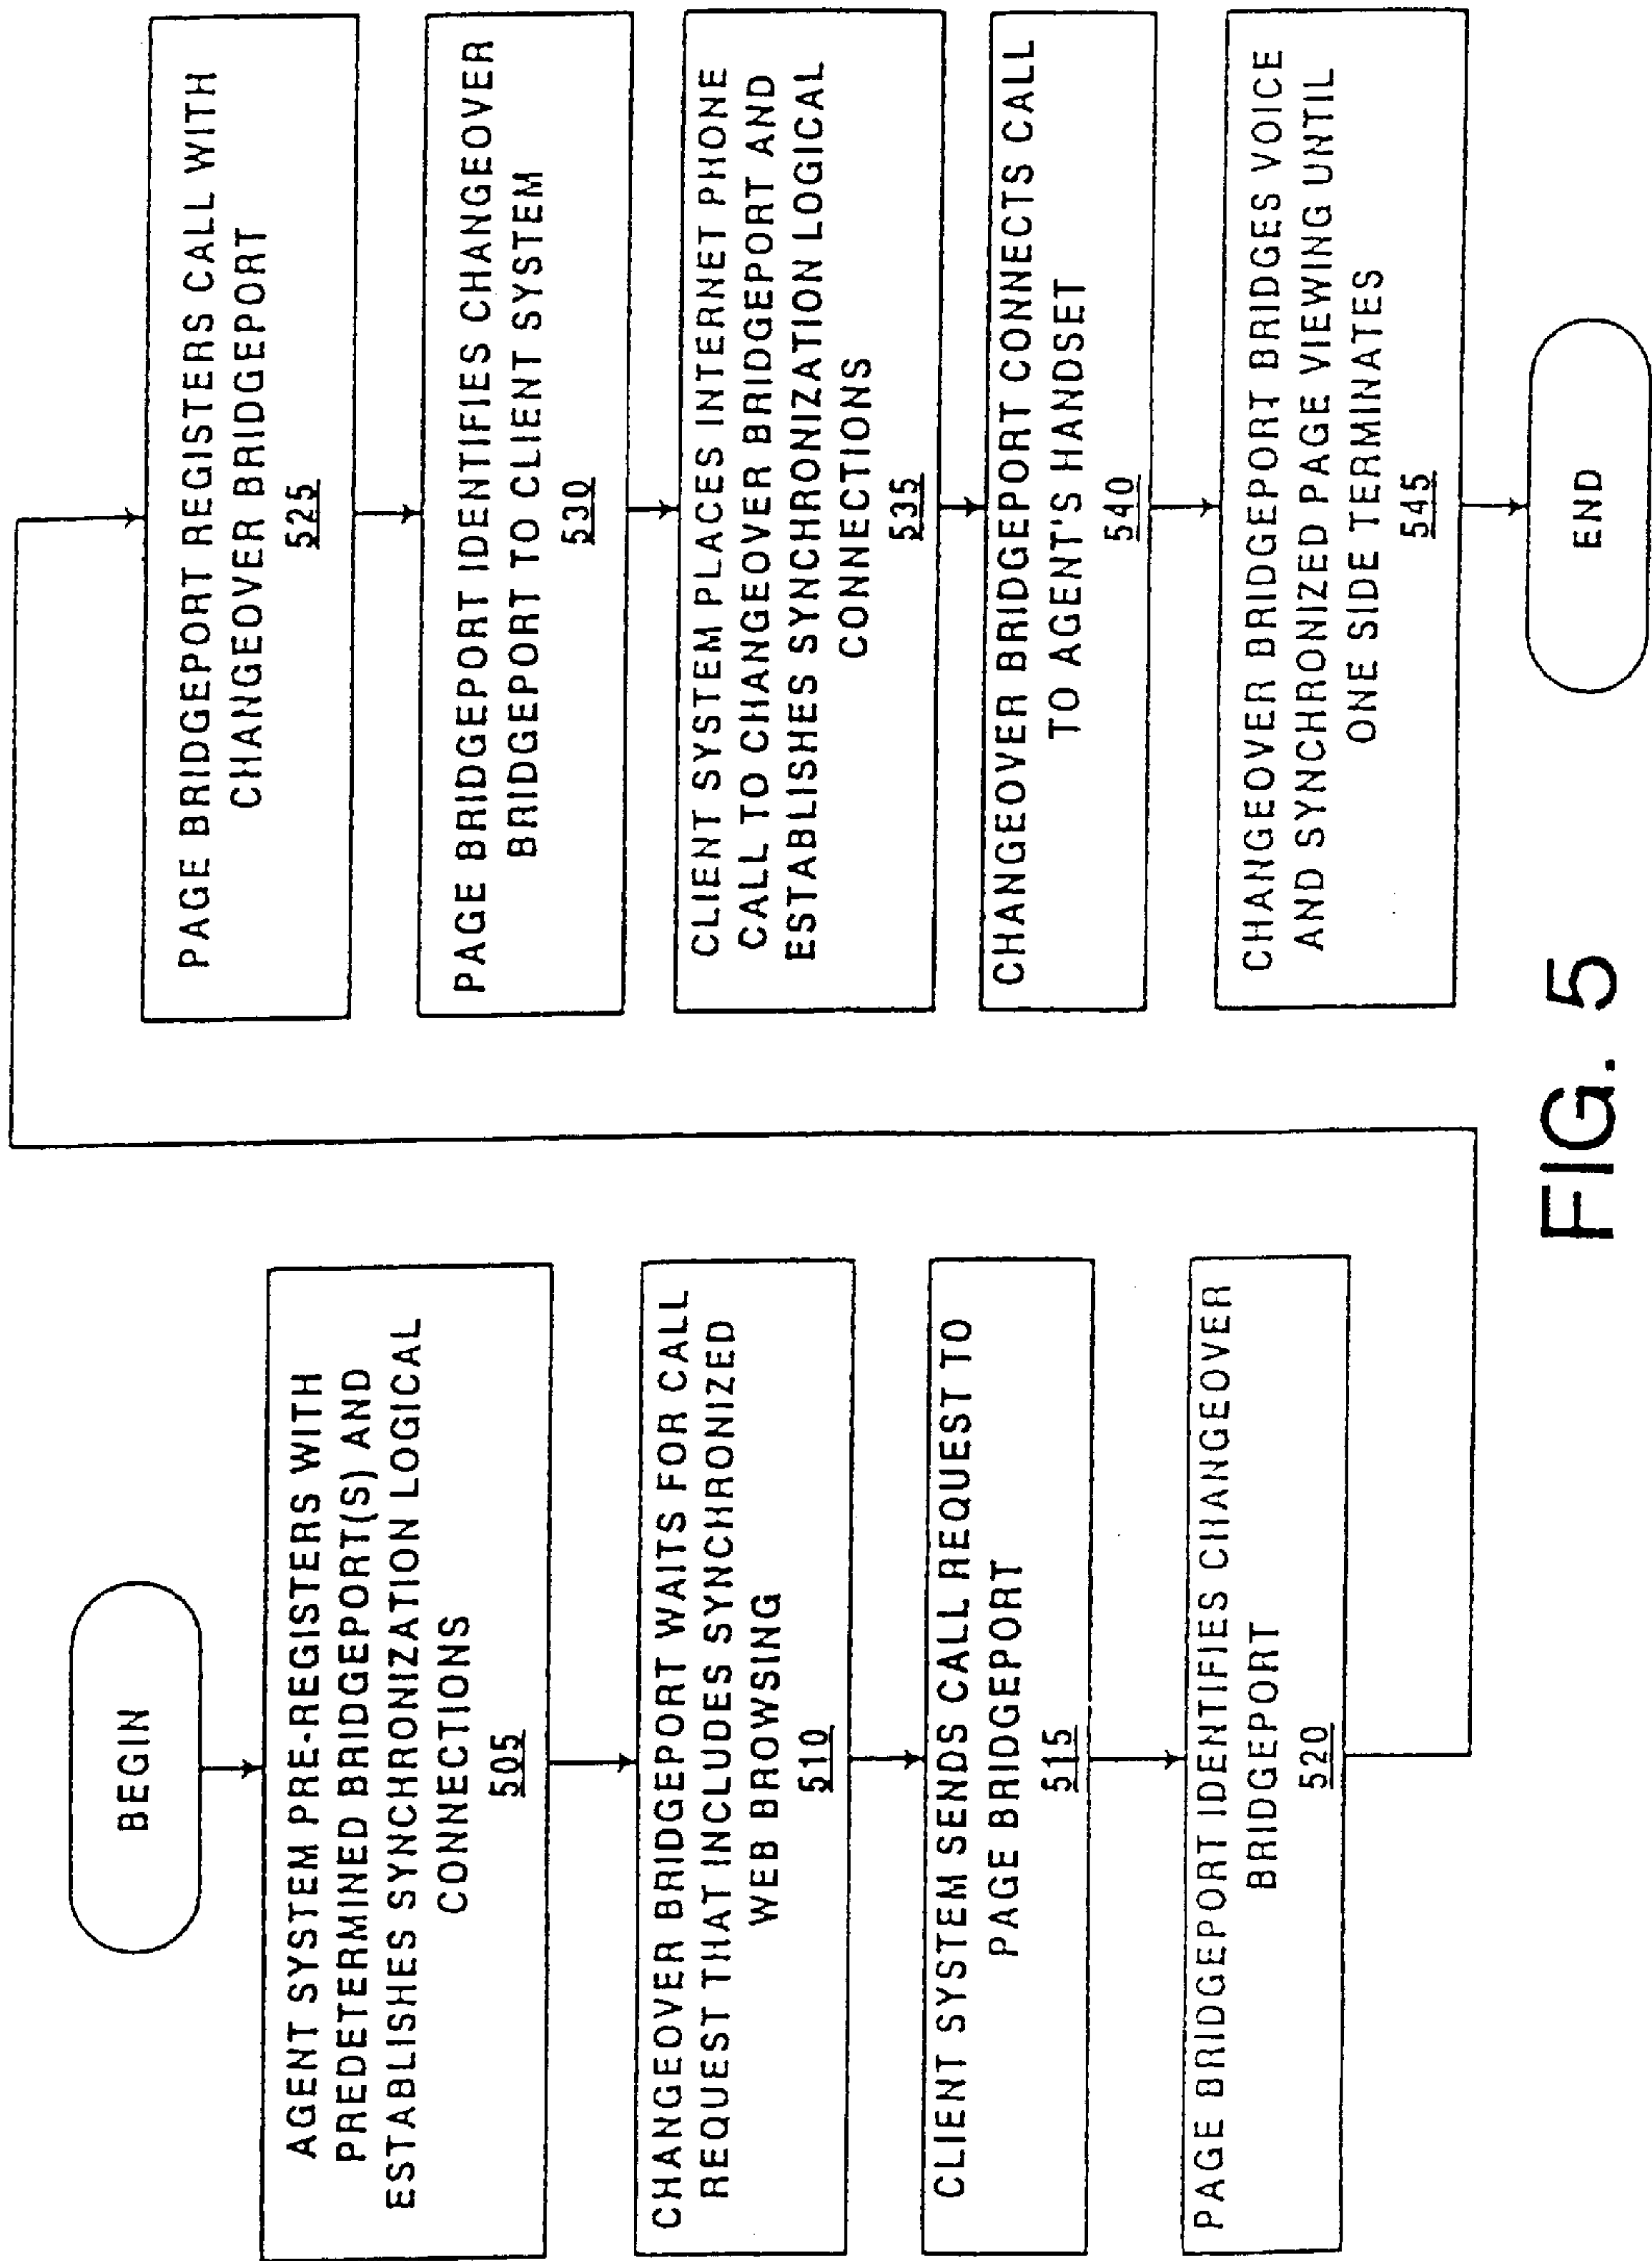 BEGIN
AGENT SYSTEM PRE-REGISTERS WITH
PREDETERMINED BRIDGEPORT(S) AND
ESTABLISHES SYNCHRONIZATION LOGICAL
CONNECTIONS
505
CHANGEOVER BRIDGEPORT WAITS FOR CALL
REQUEST THAT INCLUDES SYNCHRONIZED
WEB BROWSING
510
CLIENT SYSTEM SENDS CALL REQUEST TO
PAGE BRIDGEPORT
515
PAGE BRIDGEPORT IDENTIFIES CHANGEOVER
BRIDGEPORT
520
PAGE BRIDGEPORT REGISTERS CALL WITH
CHANGEOVER BRIDGEPORT
525
PAGE BRIDGEPORT IDENTIFIES CHANGEOVER
BRIDGEPORT TO CLIENT SYSTEM
530
CLIENT SYSTEM PLACES INTERNET PHONE
CALL TO CHANGEOVER BRIDGEPORT AND
ESTABLISHES SYNCHRONIZATION LOGICAL
CONNECTIONS
535
CHANGEOVER BRIDGEPORT CONNECTS CALL
TO AGENT'S HANDSET
540
CHANGEOVER BRIDGEPORT BRIDGES VOICE
AND SYNCHRONIZED PAGE VIEWING UNTIL
ONE SIDE TERMINATES
545
END
FIG. 5